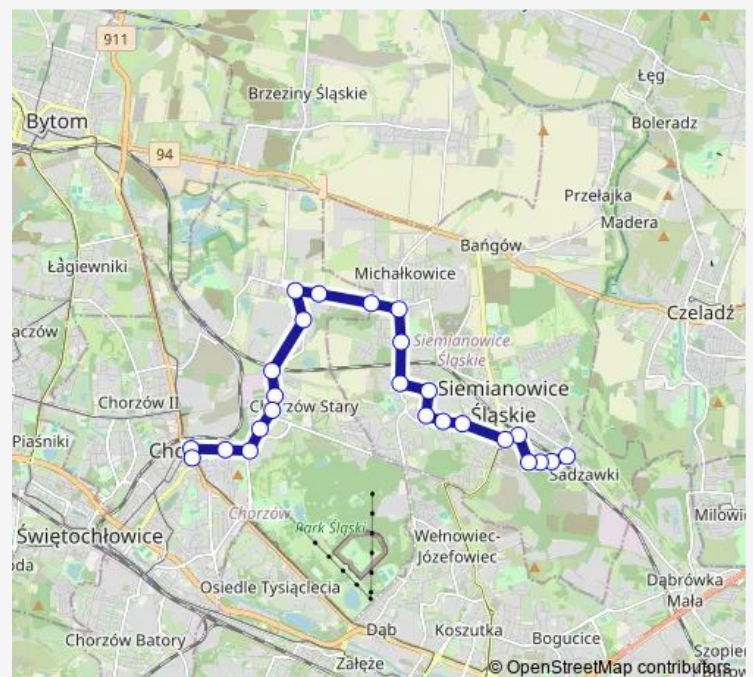 911
Łęg
Brzeziny Śląskie
Bytom
Boleradz
94
Przełajka
Madera
Bańgów
Łagiewniki
Michałkowice
Czeladź
aczów
Siemianowice
Śląskie
Siemianowice
Śląskie
Chorzów II
Chorzów Stary
Piaśniki
Cho
Sadzawki
Chorzów
Park Śląski
Milowi
Świętochłowice
Wełnowiec-
Józefowiec
oda
Osiedle Tysiąclecia
Dąbrówka
Mała
Dąb
Koszutka
Bogucice
Chorzów Batory
Szopie
Załęże
© OpenStreetMap contributors